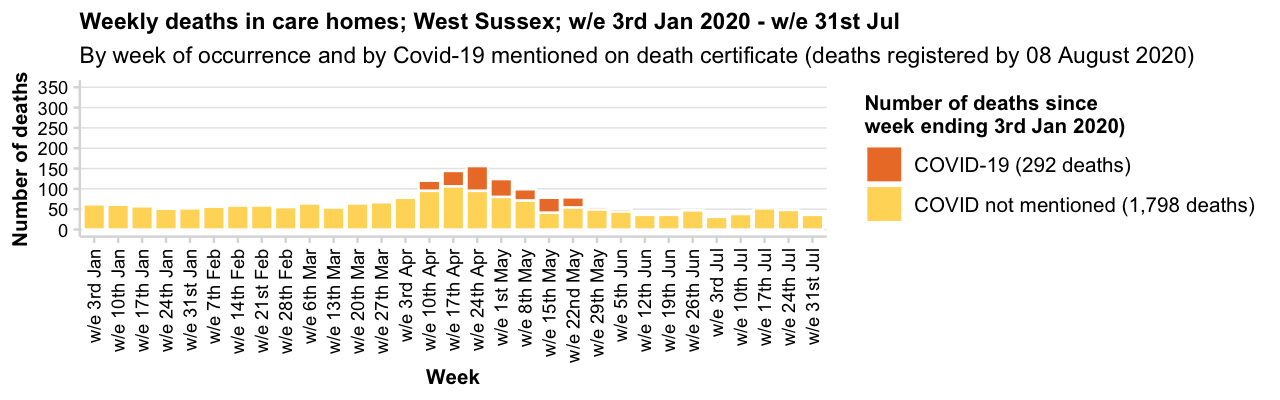 Weekly deaths in care homes; West Sussex; w/e 3rd Jan 2020 - w/e 31st Jul
By week of occurrence and by Covid-19 mentioned on death certificate (deaths registered by 08 August 2020)
Number of deaths
350
300
250
200
150
100
50
0
w/e 3rd Jan
w/e 10th Jan
w/e 17th Jan
w/e 24th Jan
w/e 31st Jan
w/e 7th Feb
w/e 14th Feb
w/e 21st Feb
w/e 28th Feb
w/e 6th Mar
w/e 13th Mar
w/e 20th Mar
w/e 27th Mar
w/e 3rd Apr
w/e 10th Apr
w/e 17th Apr
w/e 24th Apr
w/e 1st May
w/e 8th May
w/e 15th May
w/e 22nd May
w/e 29th May
w/e 5th Jun
w/e 12th Jun
w/e 19th Jun
w/e 26th Jun
w/e 3rd Jul
w/e 10th Jul
w/e 17th Jul
w/e 24th Jul
w/e 31st Jul
Week
Number of deaths since
week ending 3rd Jan 2020)
COVID-19 (292 deaths)
COVID not mentioned (1,798 deaths)